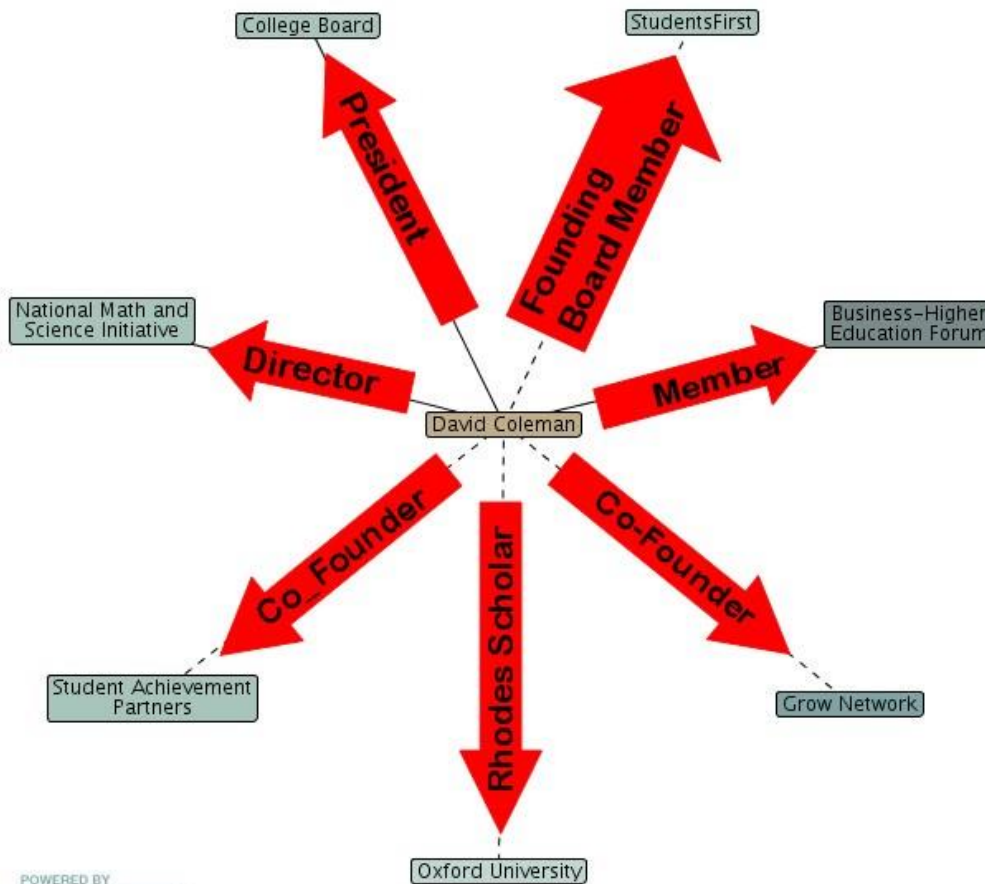 College Board
StudentsFirst
President
Founding
Board Member
National Math and
Science Initiative
Business-Higher
Education Forum
Director
Member
David Coleman
Co_Founder
Co-Founder
Rhodes Scholar
Student Achievement
Partners
Grow Network
Oxford University
POWERED BY